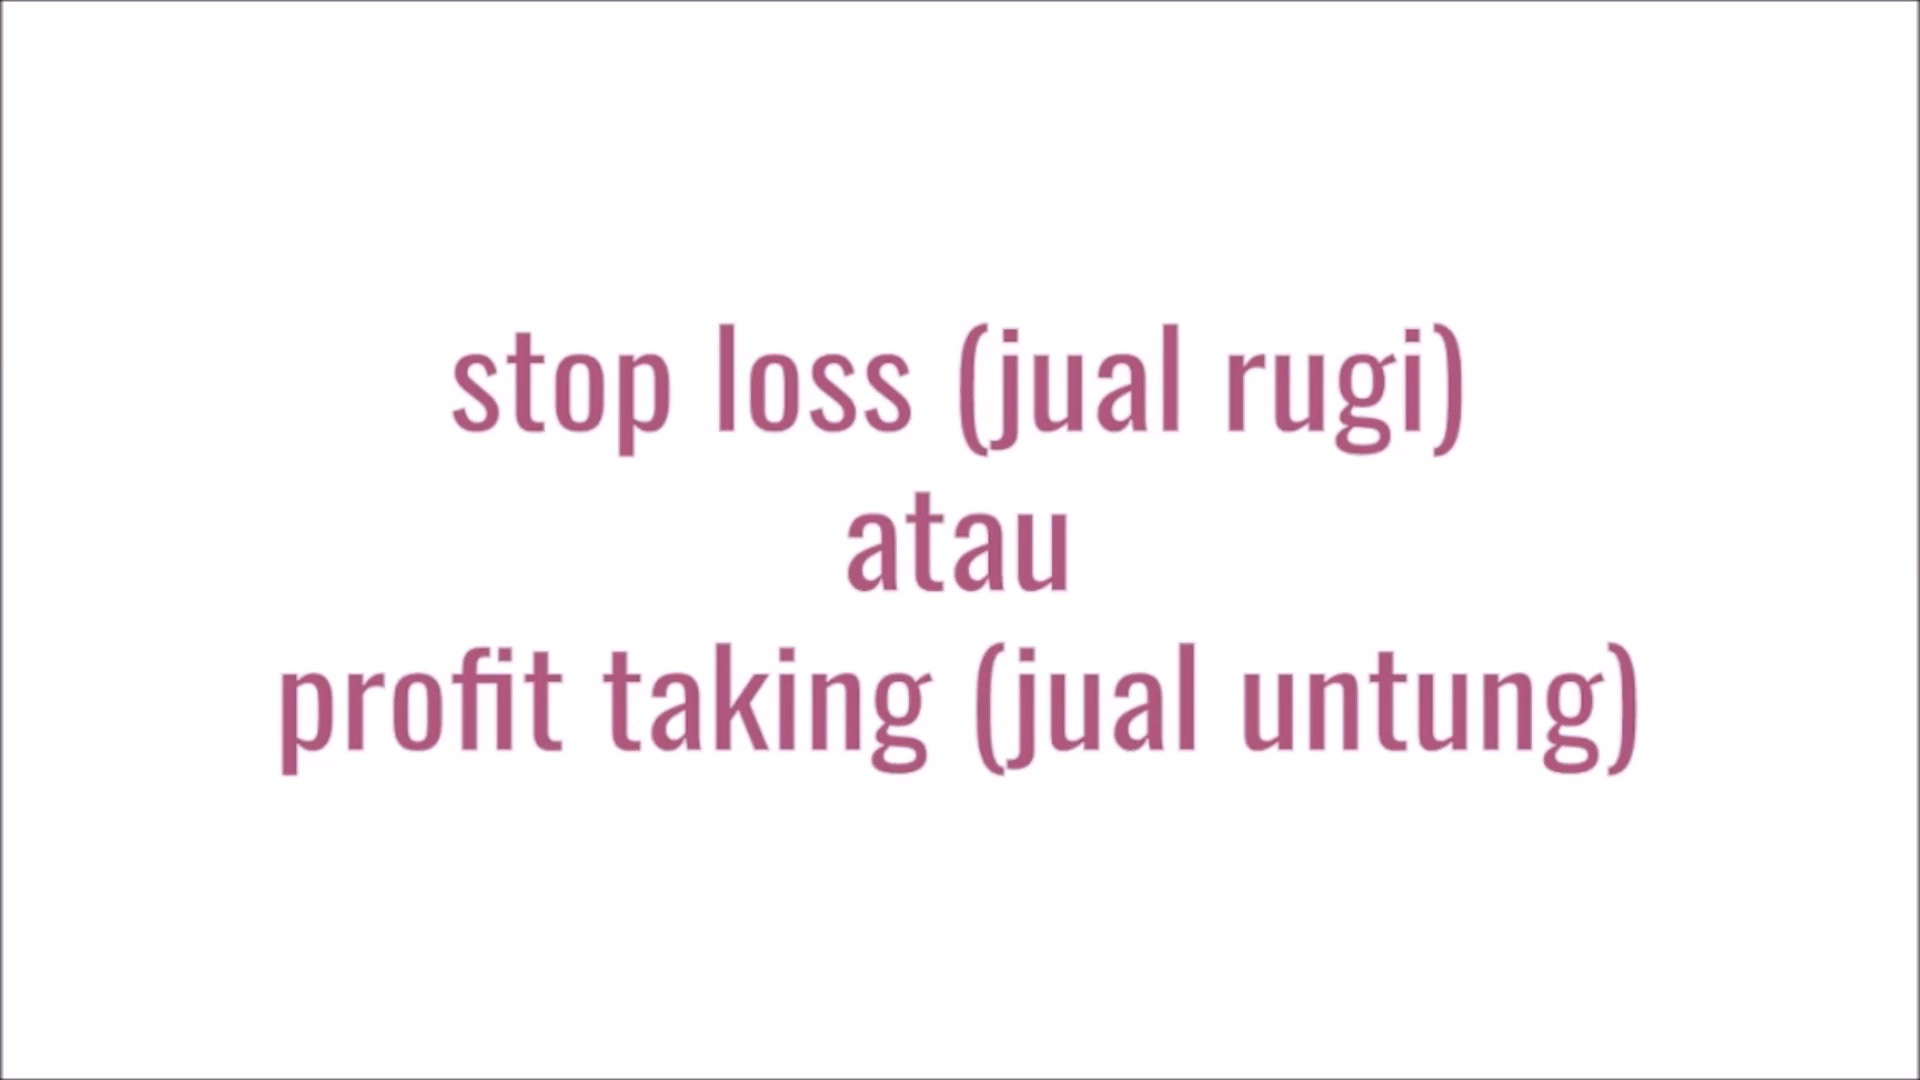 stop loss (jual rugi)
atau
profit taking (jual untung)